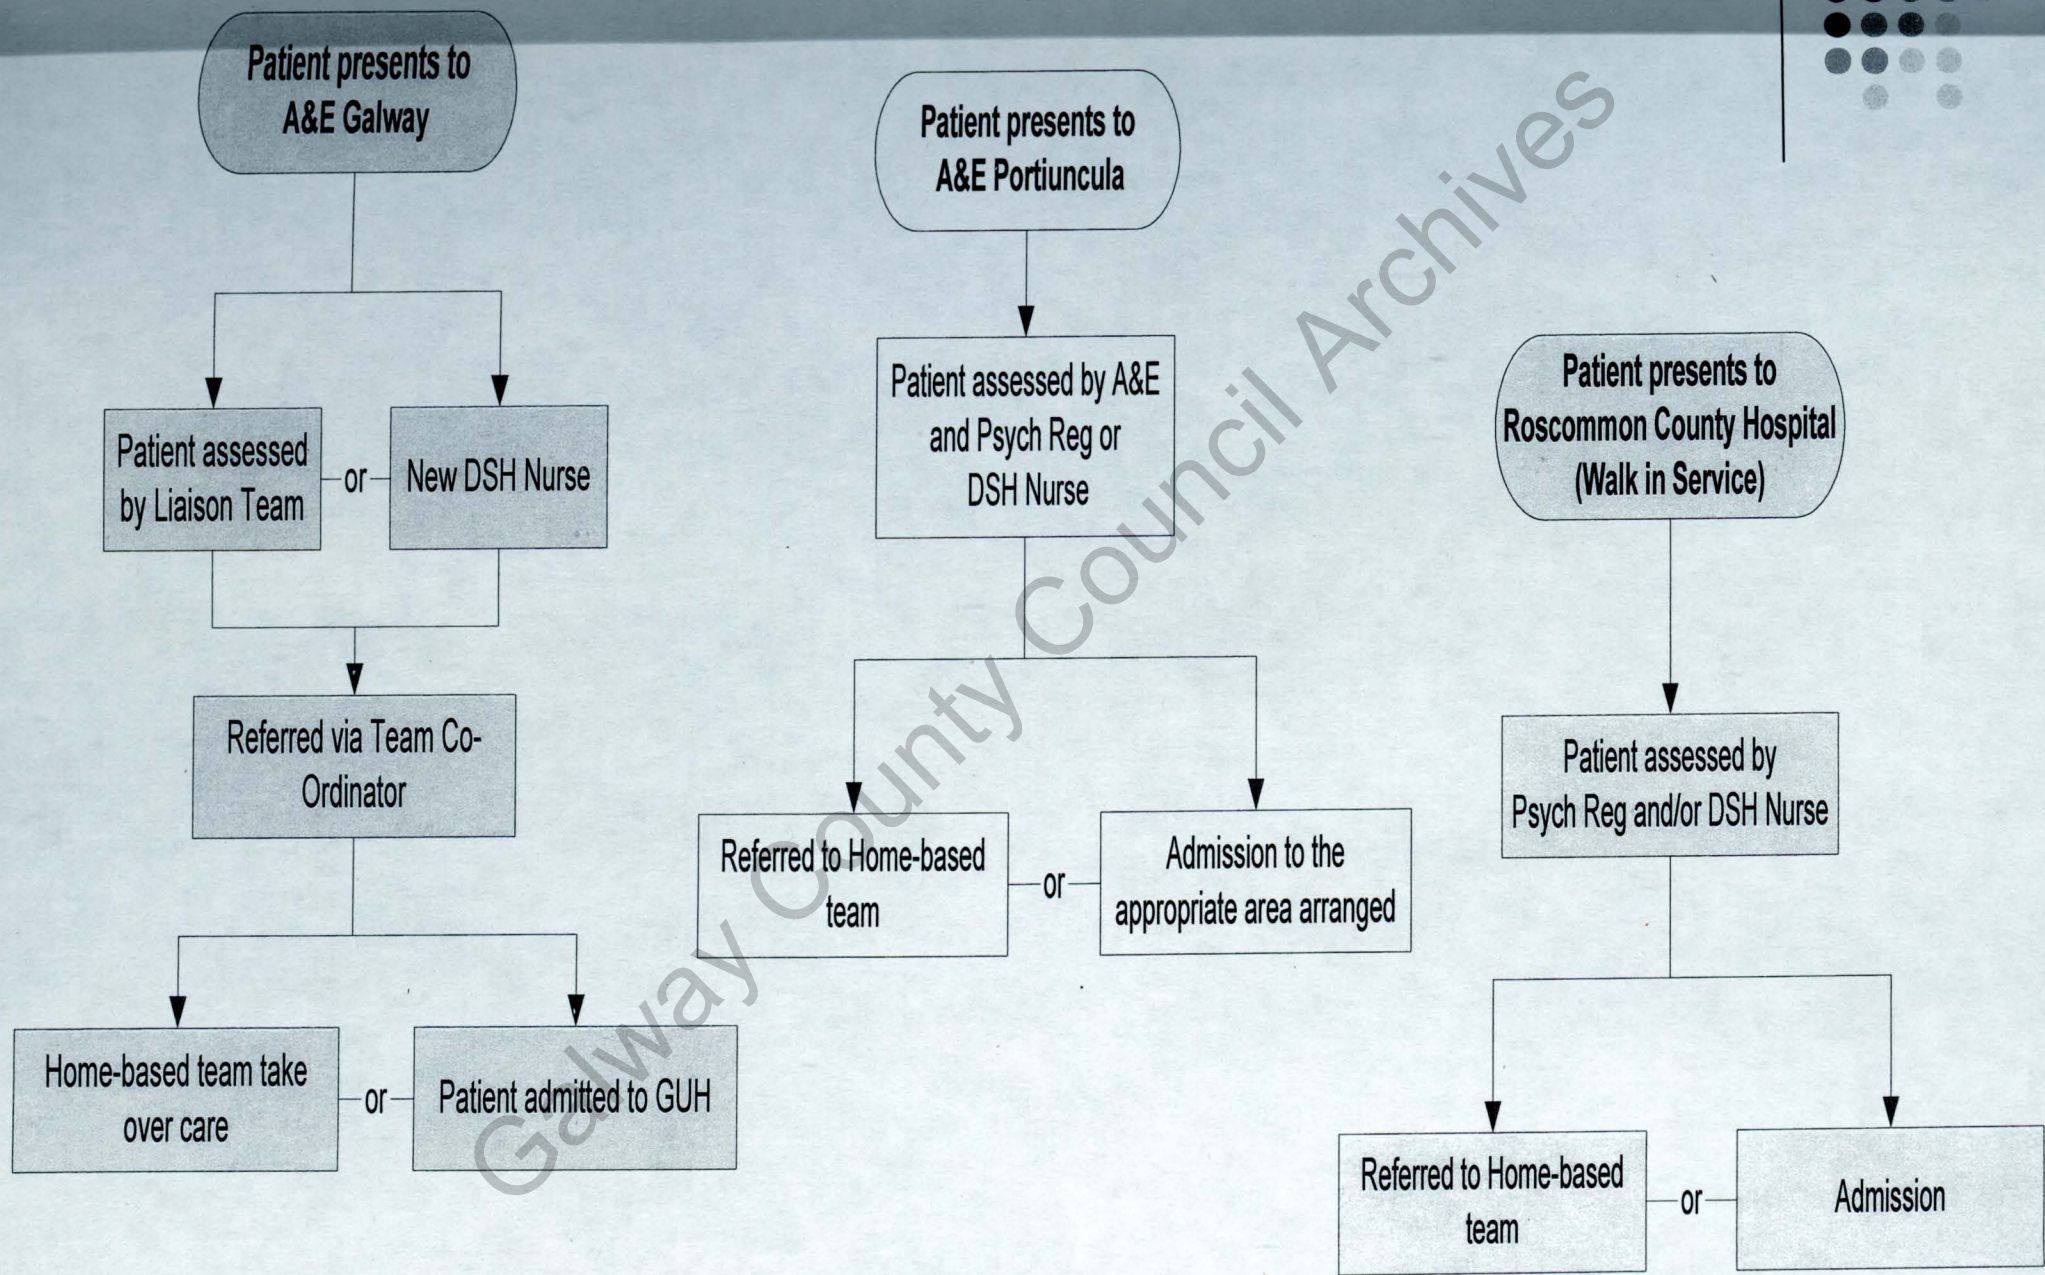 Patient presents to
A&E Galway
Patient assessed
by Liaison Team
or
New DSH Nurse
Referred via Team Co-
Ordinator
Home-based team take
over care
or
Patient admitted to GUH
Patient presents to
A&E Portiuncula
Patient assessed by A&E
and Psych Reg or
DSH Nurse
Referred to Home-based
team
or
Admission to the
appropriate area arranged
Patient presents to
Roscommon County Hospital
(Walk in Service)
Patient assessed by
Psych Reg and/or DSH Nurse
Referred to Home-based
team
or
Admission
Galway County Council Archives